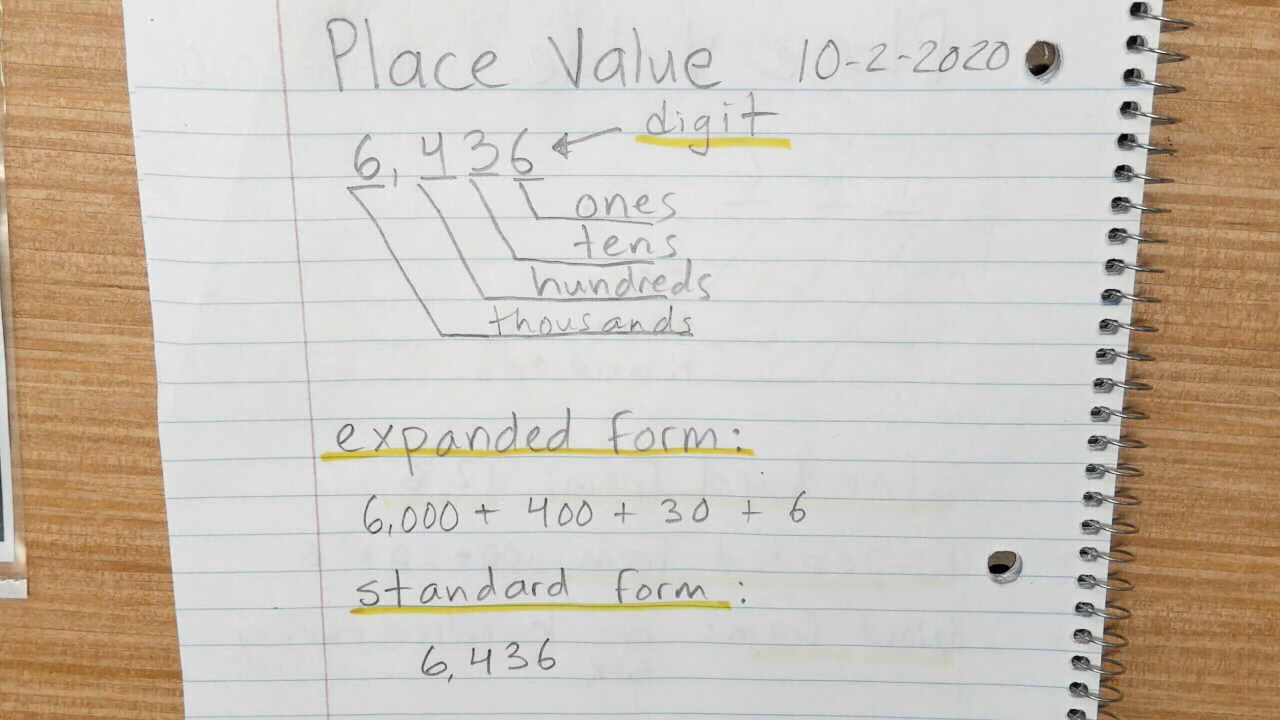 Place Value 10-2-2020
digit
6,436
ones
tens
hundreds
thousands
expanded form:
6,000 + 400 + 30 + 6
standard form:
6,436